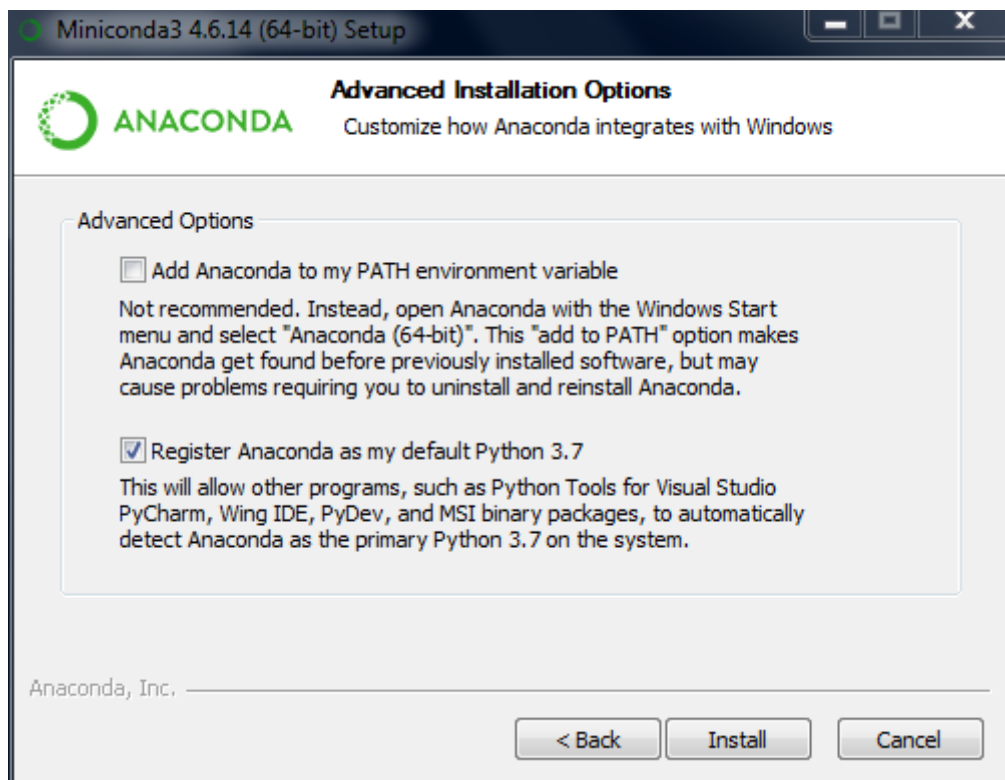 Miniconda3 4.6.14 (64-bit) Setup
ANACONDA
Advanced Installation Options
Customize how Anaconda integrates with Windows
Advanced Options
Add Anaconda to my PATH environment variable
Not recommended. Instead, open Anaconda with the Windows Start
menu and select "Anaconda (64-bit)". This "add to PATH" option makes
Anaconda get found before previously installed software, but may
cause problems requiring you to uninstall and reinstall Anaconda.
Register Anaconda as my default Python 3.7
This will allow other programs, such as Python Tools for Visual Studio
PyCharm, Wing IDE, PyDev, and MSI binary packages, to automatically
detect Anaconda as the primary Python 3.7 on the system.
Anaconda, Inc.
< Back Install Cancel